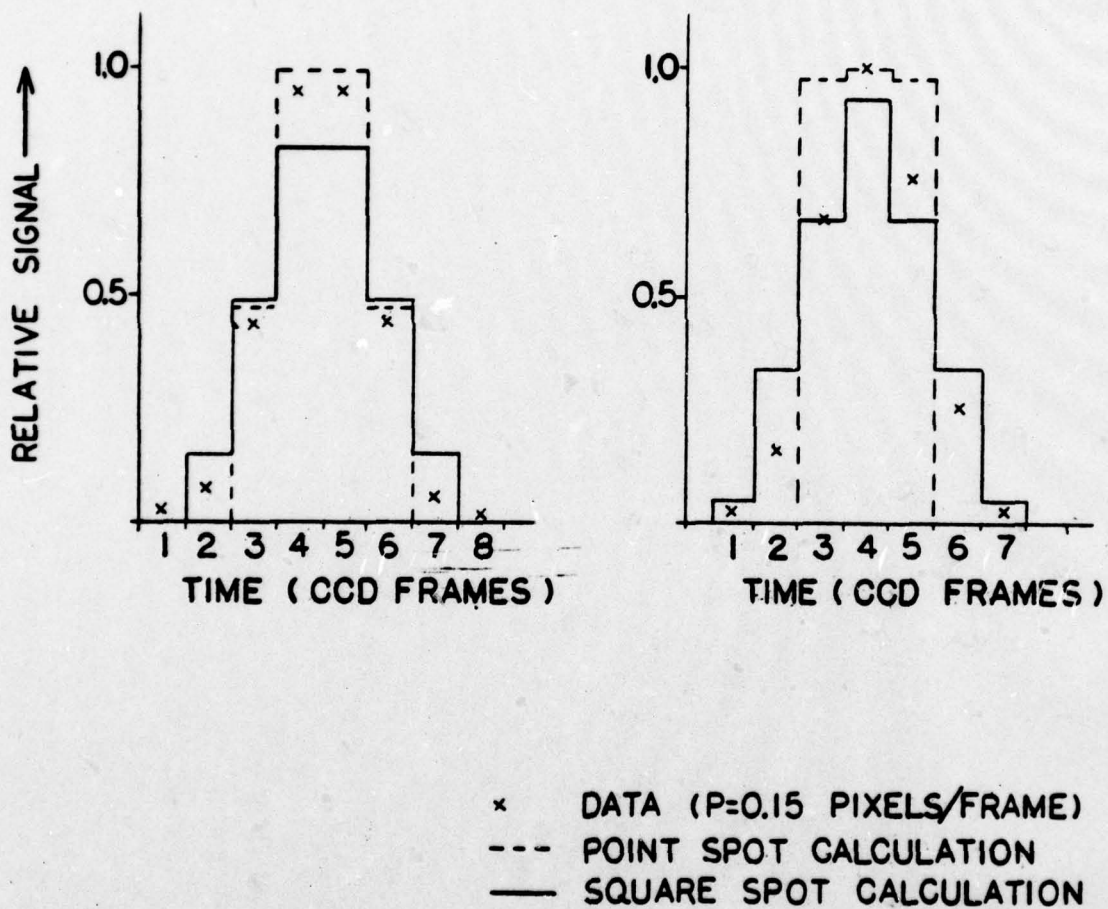 RELATIVE SIGNAL
1.0
0.5
1 2 3 4 5 6 7 8
TIME (CCD FRAMES)
1.0
0.5
1 2 3 4 5 6 7
TIME (CCD FRAMES)
x DATA (P=0.15 PIXELS/FRAME)
--- POINT SPOT CALCULATION
— SQUARE SPOT CALCULATION